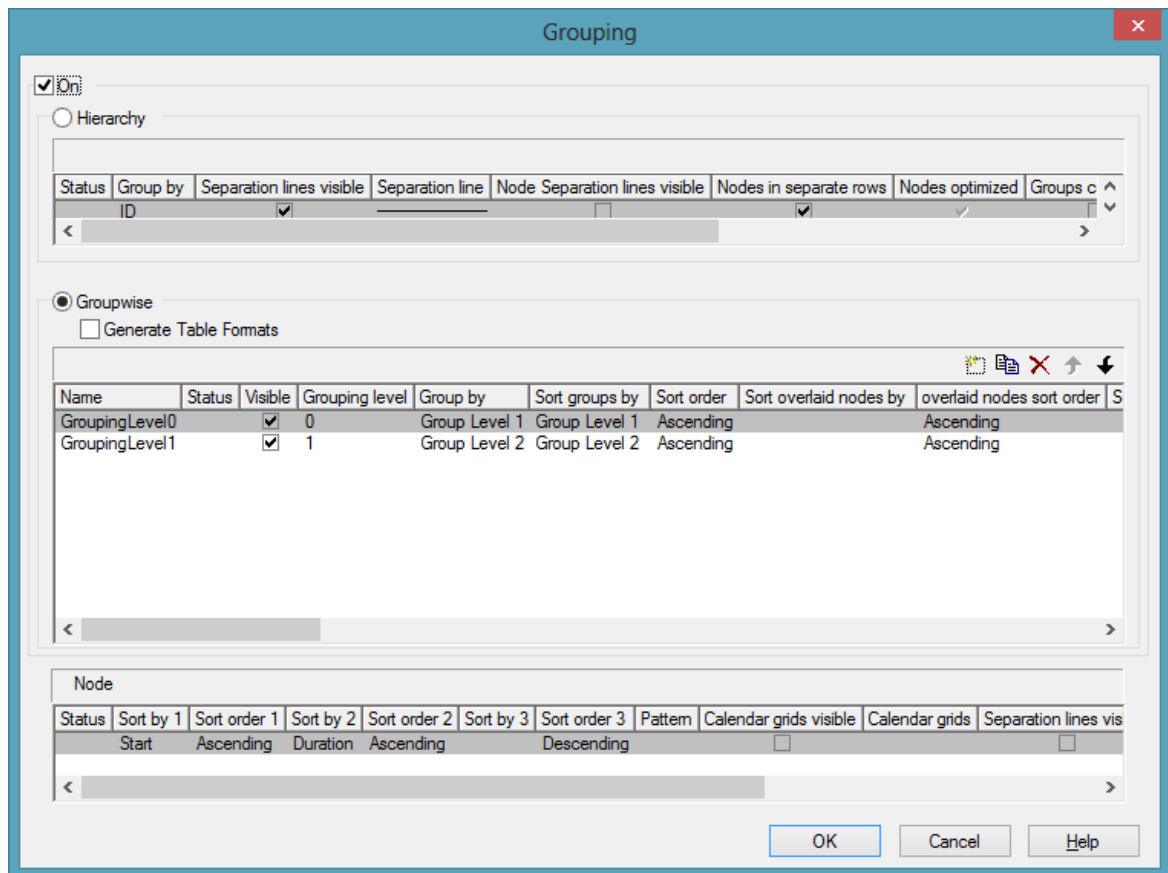 Grouping
On
Hierarchy
Status Group by Separation lines visible Separation line Node Separation lines visible Nodes in separate rows Nodes optimized Groups c
ID
Groupwise
Generate Table Formats
Name Status Visible Grouping level Group by Sort groups by Sort order Sort overlaid nodes by overlaid nodes sort order S
GroupingLevel0 0 Group Level 1 Group Level 1 Ascending Ascending
GroupingLevel1 1 Group Level 2 Group Level 2 Ascending Ascending
Node
Status Sort by 1 Sort order 1 Sort by 2 Sort order 2 Sort by 3 Sort order 3 Pattern Calendar grids visible Calendar grids Separation lines vis
Start Ascending Duration Ascending Descending
OK Cancel Help